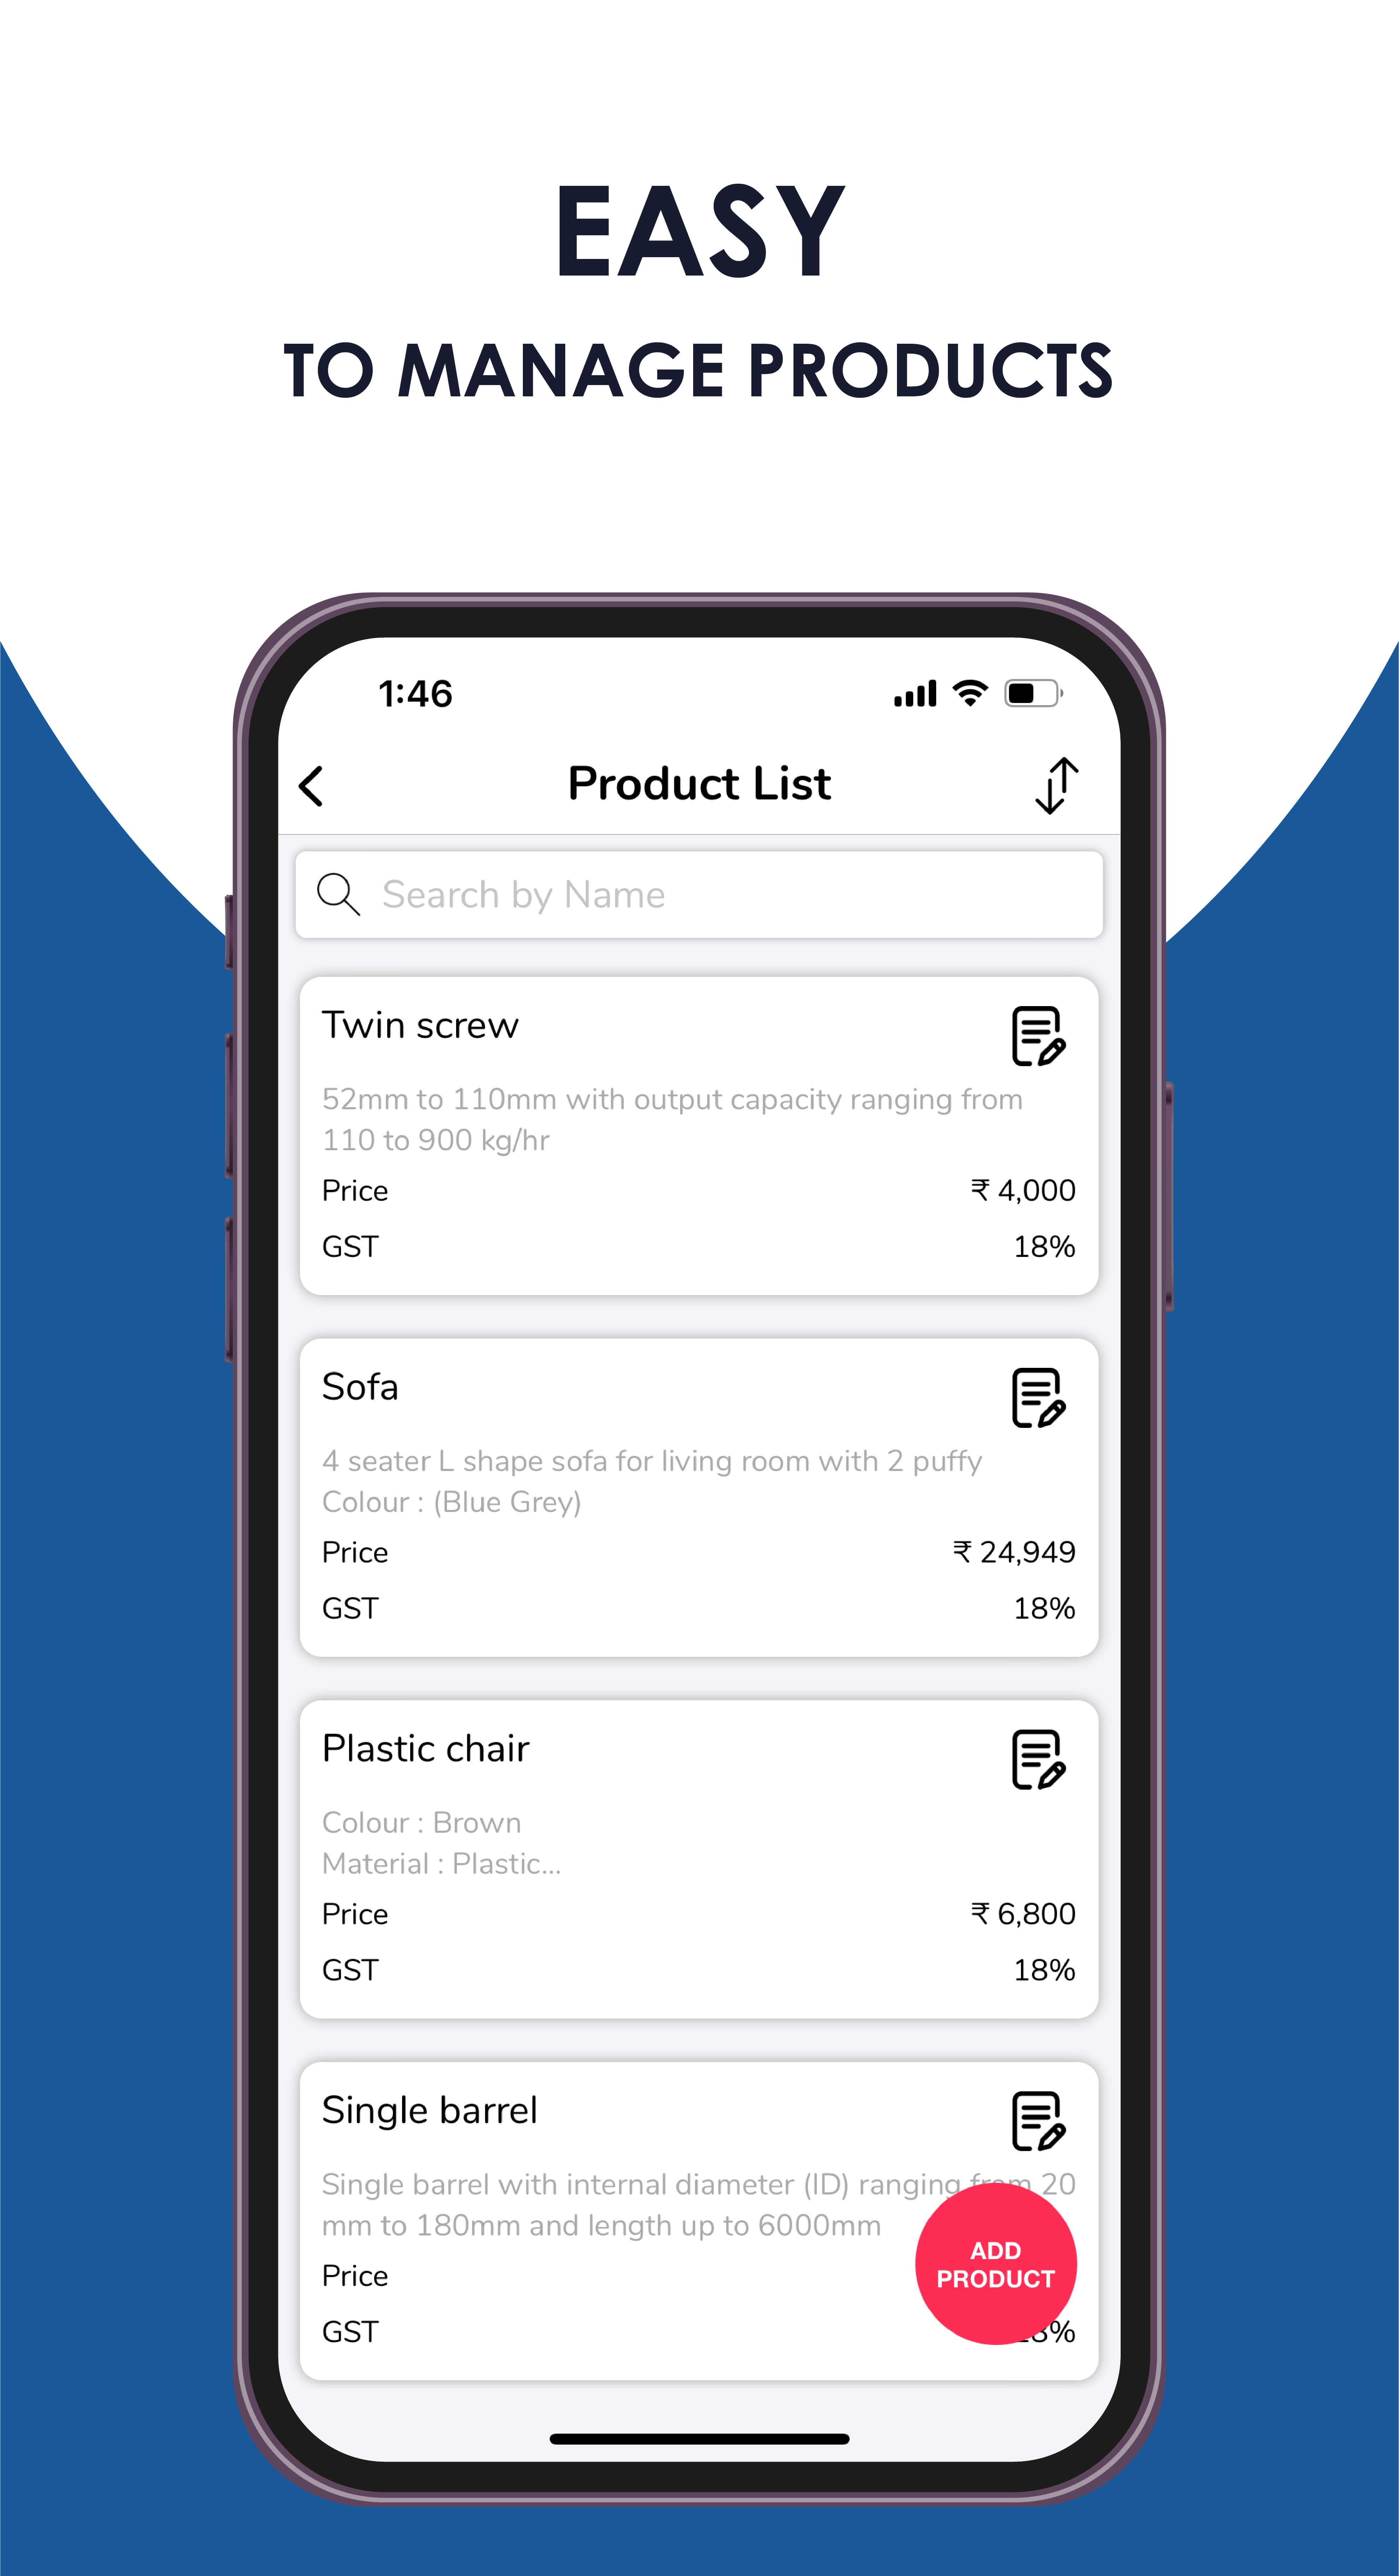 EASY
TO MANAGE PRODUCTS
1:46
Product List
Search by Name
Twin screw
52mm to 110mm with output capacity ranging from
110 to 900 kg/hr
Price ₹ 4,000
GST 18%
Sofa
4 seater L shape sofa for living room with 2 puffy
Colour : (Blue Grey)
Price ₹ 24,949
GST 18%
Plastic chair
Colour : Brown
Material : Plastic...
Price ₹ 6,800
GST 18%
Single barrel
Single barrel with internal diameter (ID) ranging from 20
mm to 180mm and length up to 6000mm
Price
GST
ADD
PRODUCT